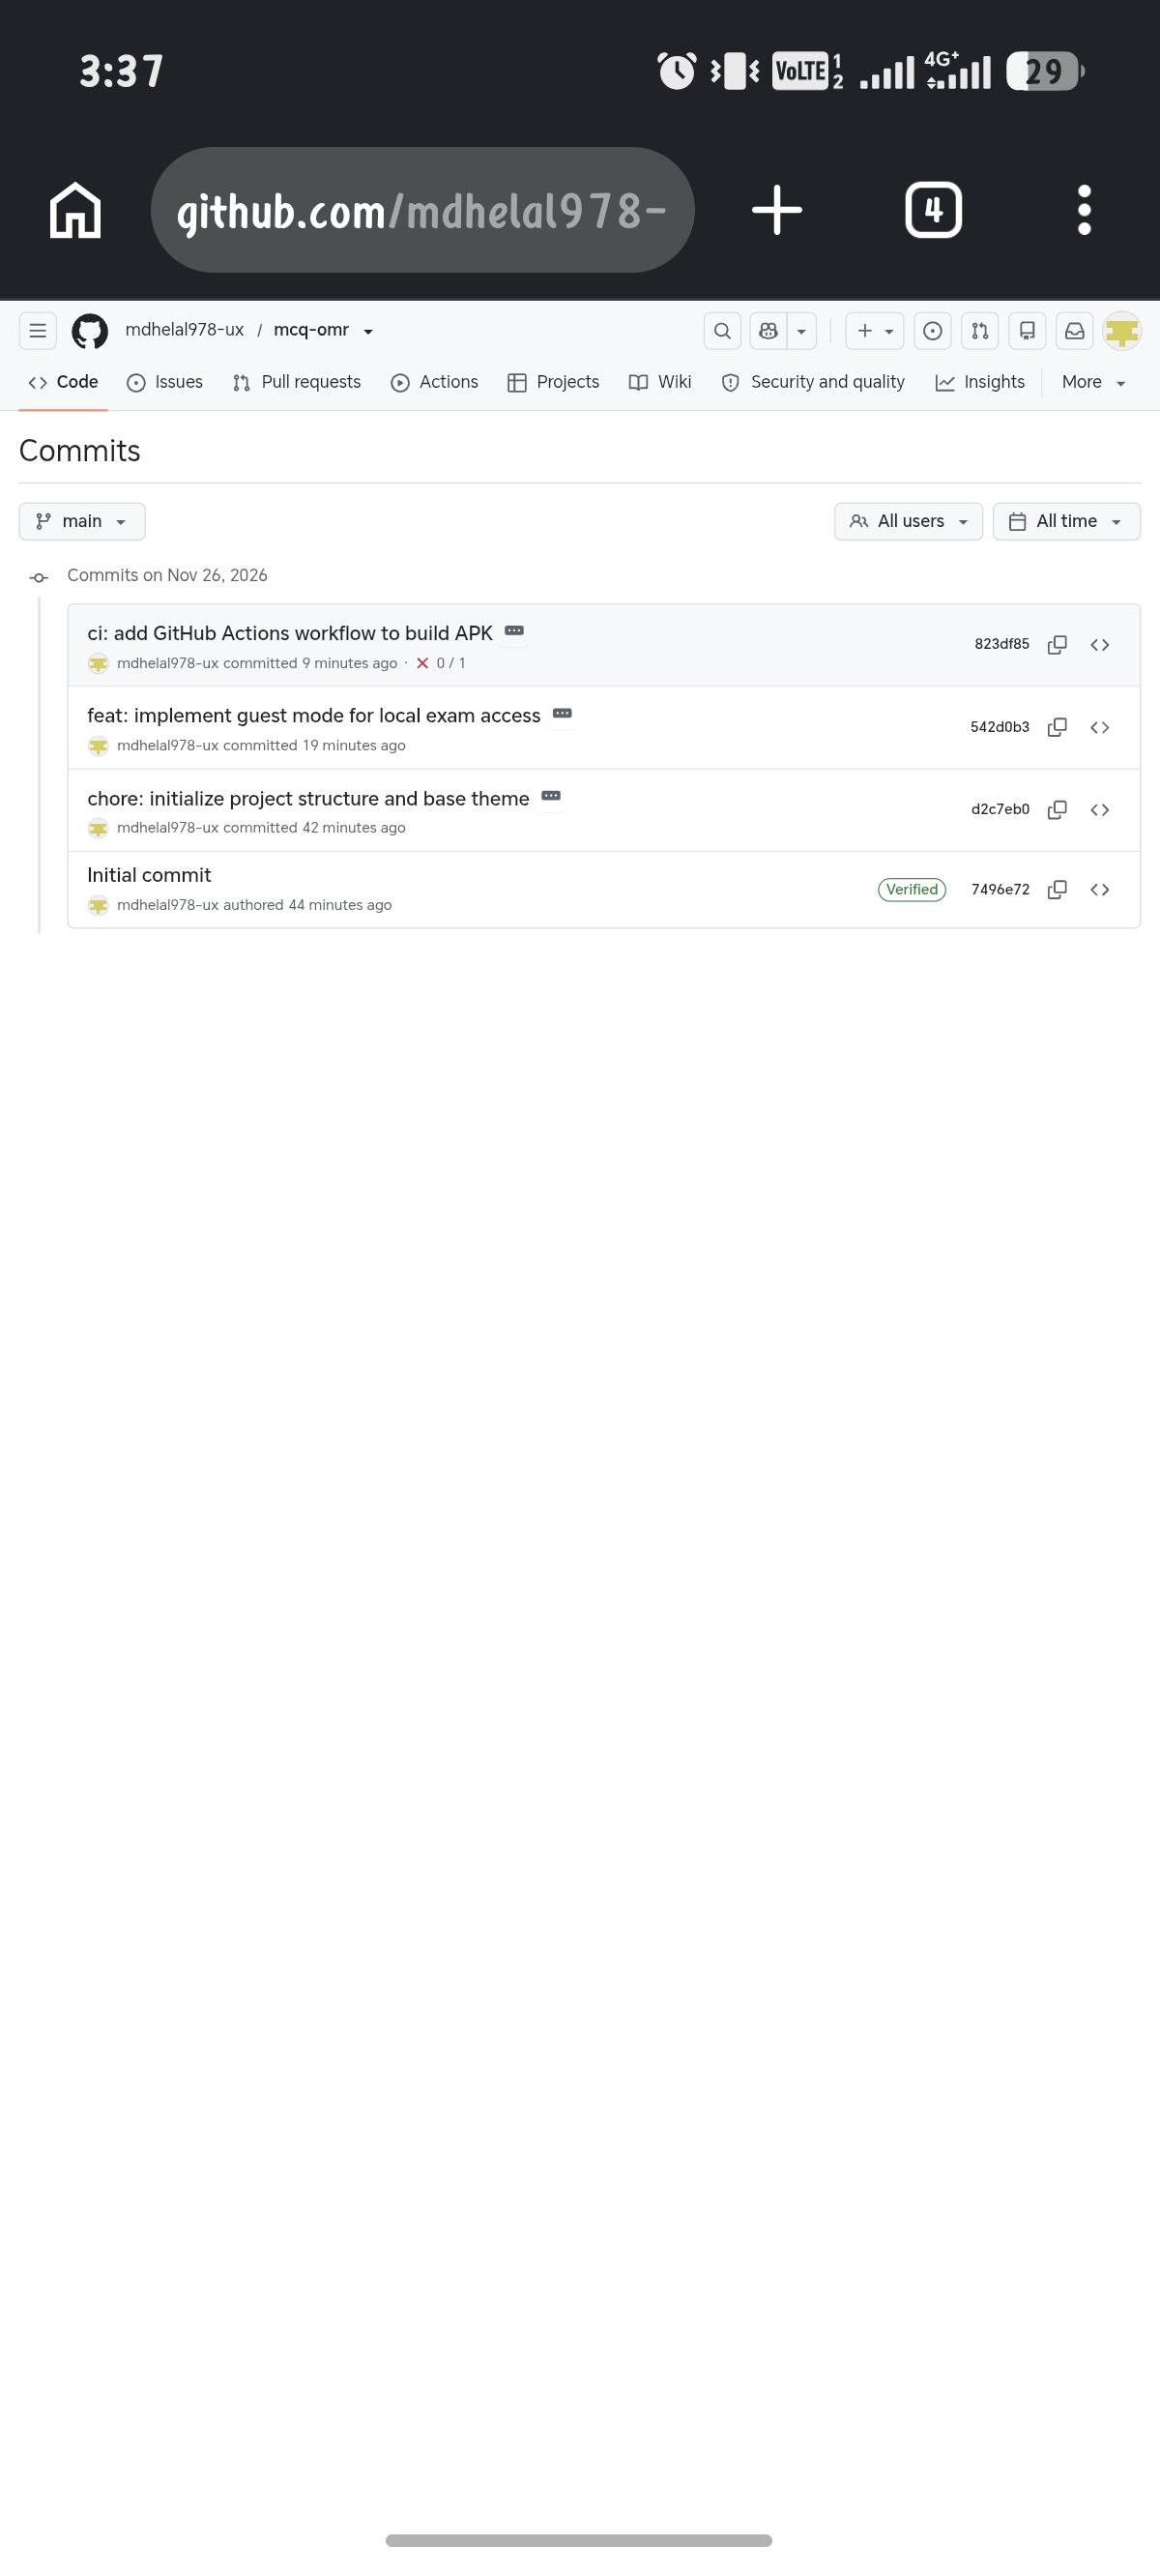 3:37 VoLTE 1 2 4G+ 29
github.com/mdhelal978-
4
mdhelal978-ux / mcq-omr
Code Issues Pull requests Actions Projects Wiki Security and quality Insights More
Commits
main All users All time
Commits on Nov 26, 2026
ci: add GitHub Actions workflow to build APK
mdhelal978-ux committed 9 minutes ago · 0 / 1
823df85
feat: implement guest mode for local exam access
mdhelal978-ux committed 19 minutes ago
542d0b3
chore: initialize project structure and base theme
mdhelal978-ux committed 42 minutes ago
d2c7eb0
Initial commit
mdhelal978-ux authored 44 minutes ago
Verified 7496e72